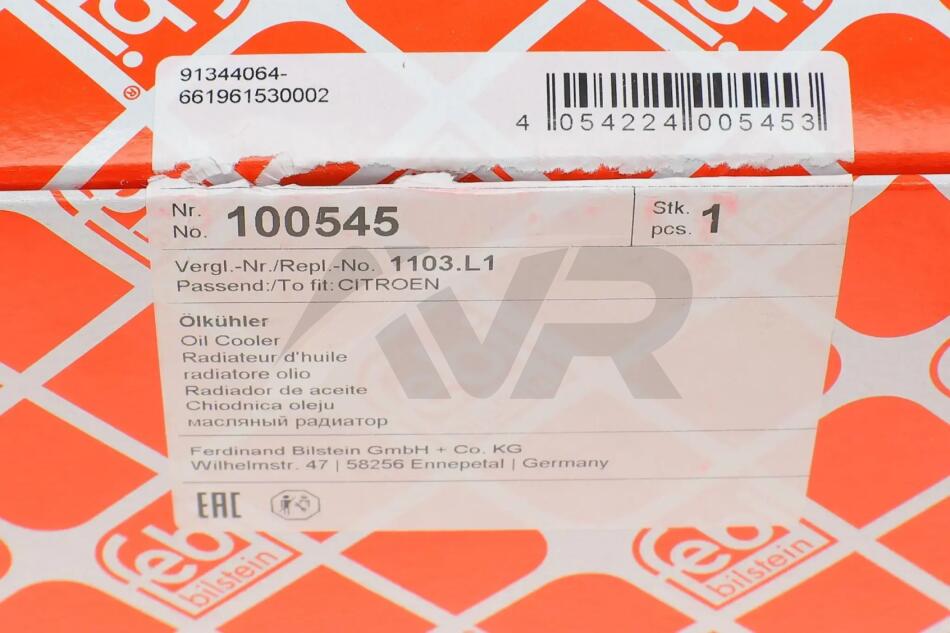 91344064-
661961530002
4 054224 005453
Nr.
No. 100545
Stk.
pcs. 1
Vergl.-Nr./Repl.-No. 1103.L1
Passend:/To fit: CITROEN
Ölkühler
Oil Cooler
Radiateur d'huile
radiatore olio
Radiador de aceite
Chiodnica oleju
масляный радиатор
Ferdinand Bilstein GmbH + Co. KG
Wilhelmstr. 47 | 58256 Ennepetal | Germany
EAC
VR
febi
bilstein
febi
bilstein